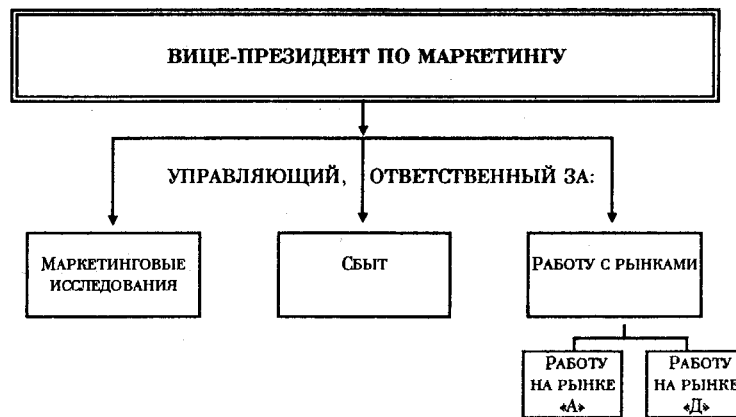 ВИЦЕ-ПРЕЗИДЕНТ ПО МАРКЕТИНГУ
УПРАВЛЯЮЩИЙ, ОТВЕТСТВЕННЫЙ ЗА:
МАРКЕТИНГОВЫЕ
ИССЛЕДОВАНИЯ
СБЫТ
РАБОТУ С РЫНКАМИ
РАБОТУ
НА РЫНКЕ
«А»
РАБОТУ
НА РЫНКЕ
«Д»